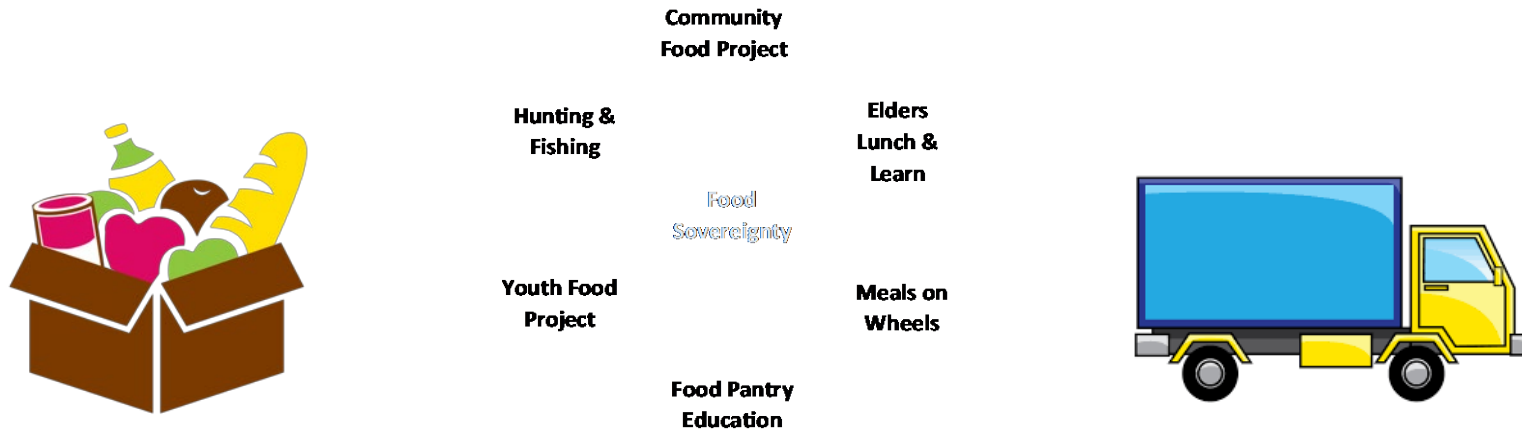 Community
Food Project
Hunting &
Fishing
Elders
Lunch &
Learn
Food
Sovereignty
Youth Food
Project
Meals on
Wheels
Food Pantry
Education